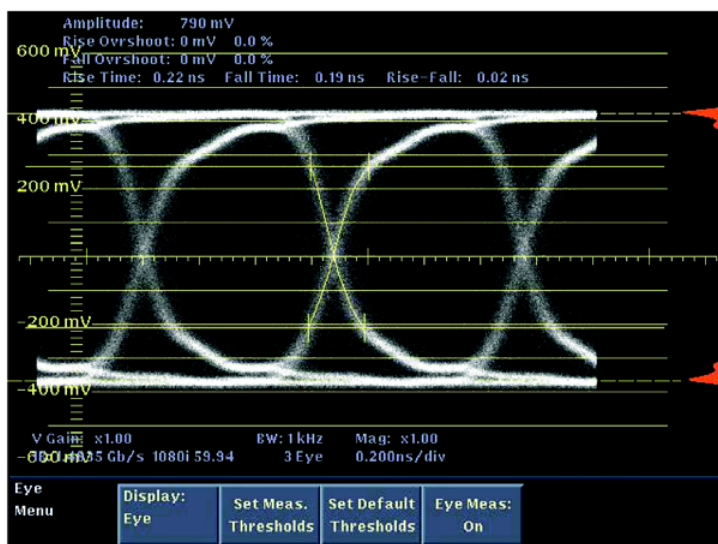 Amplitude: 790 mV
Rise Ovrshoot: 0 mV 0.0 %
600 mV
Fall Ovrshoot: 0 mV 0.0 %
Rise Time: 0.22 ns Fall Time: 0.19 ns Rise-Fall: 0.02 ns
400 mV
200 mV
-200 mV
-400 mV
V Gain: x1.00 BW: 1 kHz Mag: x1.00
-600 mV
Gb/s 1080i 59.94 3 Eye 0.200ns/div
Eye
Menu
Display:
Eye
Set Meas.
Thresholds
Set Default
Thresholds
Eye Meas:
On